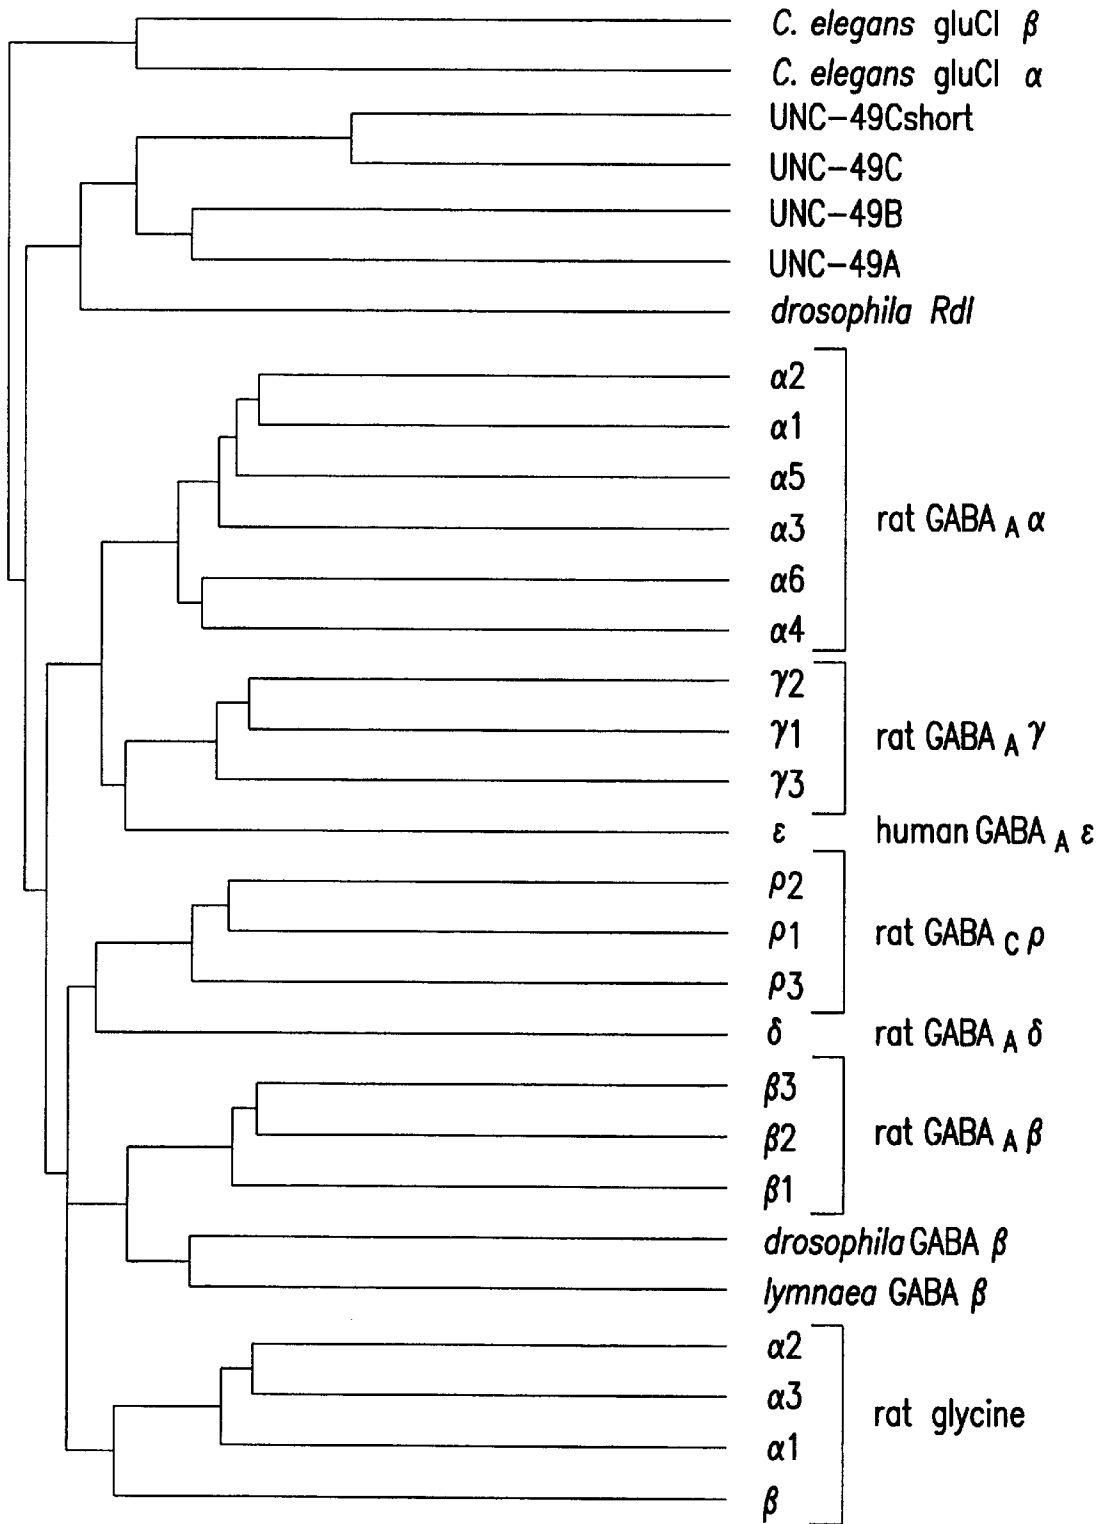 C. elegans gluCl β
C. elegans gluCl α
UNC-49Cshort
UNC-49C
UNC-49B
UNC-49A
drosophila Rdl
α2
α1
α5
rat GABA A α
α3
α6
α4
γ2
γ1
rat GABA A γ
γ3
ε human GABA A ε
ρ2
ρ1 rat GABA C ρ
ρ3
δ rat GABA A δ
β3
β2 rat GABA A β
β1
drosophila GABA β
lymnaea GABA β
α2
α3
rat glycine
α1
β